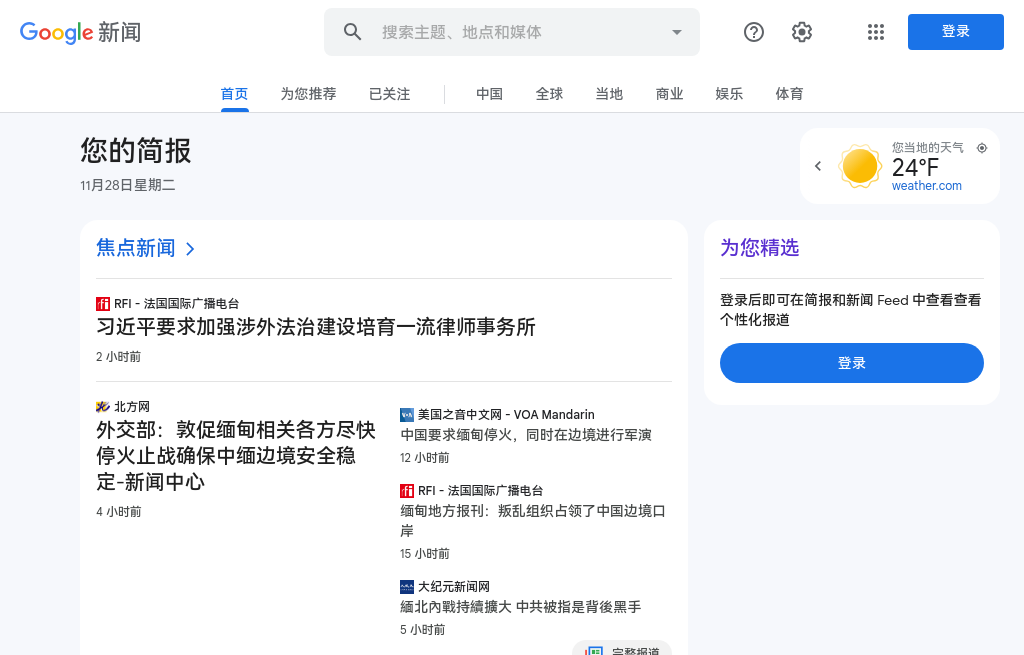 Google 新闻
搜索主题、地点和媒体
登录
首页
为您推荐
已关注
中国
全球
当地
商业
娱乐
体育
您的简报
11月28日星期二
您当地的天气
24°F
weather.com
焦点新闻
RFI - 法国国际广播电台
习近平要求加强涉外法治建设培育一流律师事务所
2 小时前
北方网
外交部：敦促缅甸相关各方尽快
停火止战确保中缅边境安全稳
定-新闻中心
4 小时前
美国之音中文网 - VOA Mandarin
中国要求缅甸停火，同时在边境进行军演
12 小时前
RFI - 法国国际广播电台
缅甸地方报刊：叛乱组织占领了中国边境口
岸
15 小时前
大纪元新闻网
緬北內戰持續擴大 中共被指是背後黑手
5 小时前
完整报道
为您精选
登录后即可在简报和新闻 Feed 中查看查看
个性化报道
登录